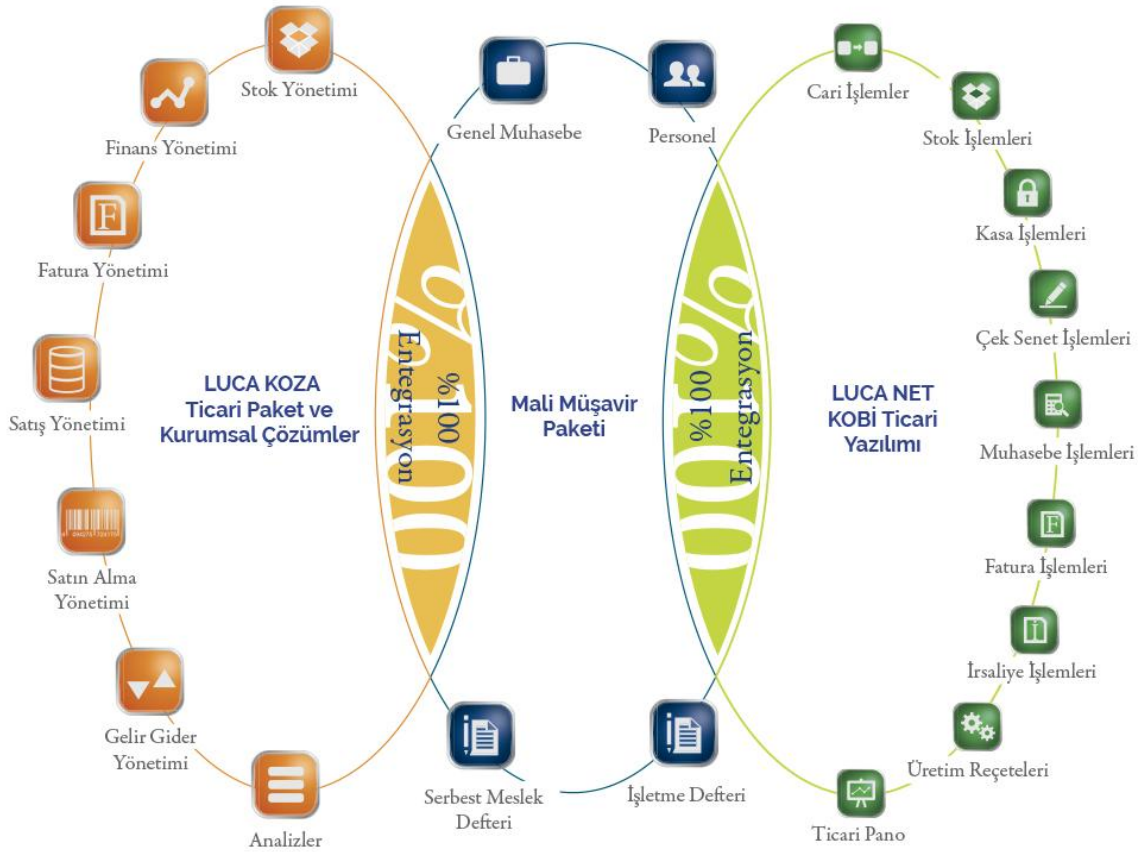 Stok Yönetimi
Finans Yönetimi
F
Fatura Yönetimi
Satış Yönetimi
Satın Alma
Yönetimi
Gelir Gider
Yönetimi
Analizler
LUCA KOZA
Ticari Paket ve
Kurumsal Çözümler
%100
%100
Entegrasyon
Genel Muhasebe
Personel
Mali Müşavir
Paketi
Serbest Meslek
Defteri
İşletme Defteri
%100
%100
Entegrasyon
LUCA NET
KOBİ Ticari
Yazılımı
Cari İşlemler
Stok İşlemleri
Kasa İşlemleri
Çek Senet İşlemleri
Muhasebe İşlemleri
F
Fatura İşlemleri
İ
İrsaliye İşlemleri
Üretim Reçeteleri
Ticari Pano